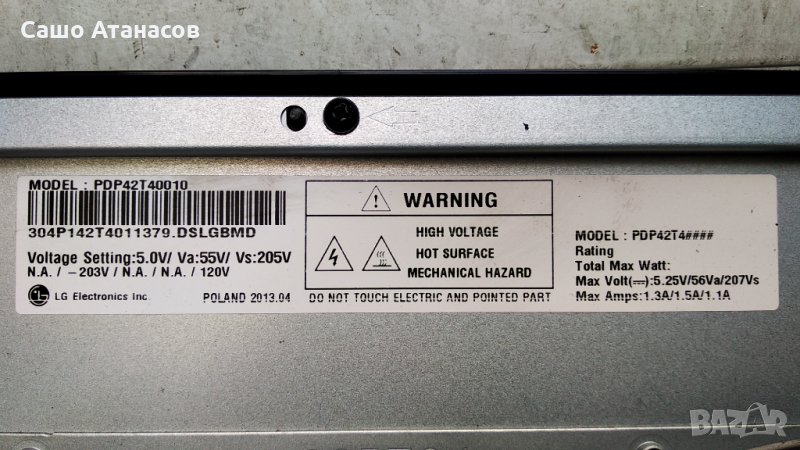 Сашо Атанасов
MODEL : PDP42T40010
304P142T4011379.DSLGBMD
Voltage Setting:5.0V/ Va:55V/ Vs:205V
N.A. / -203V / N.A. / N.A. / 120V
LG Electronics Inc.
POLAND 2013.04
WARNING
HIGH VOLTAGE
HOT SURFACE
MECHANICAL HAZARD
DO NOT TOUCH ELECTRIC AND POINTED PART
MODEL: PDP42T4####
Rating
Total Max Watt:
Max Volt(⎓):5.25V/56Va/207Vs
Max Amps:1.3A/1.5A/1.1A
BAZAR